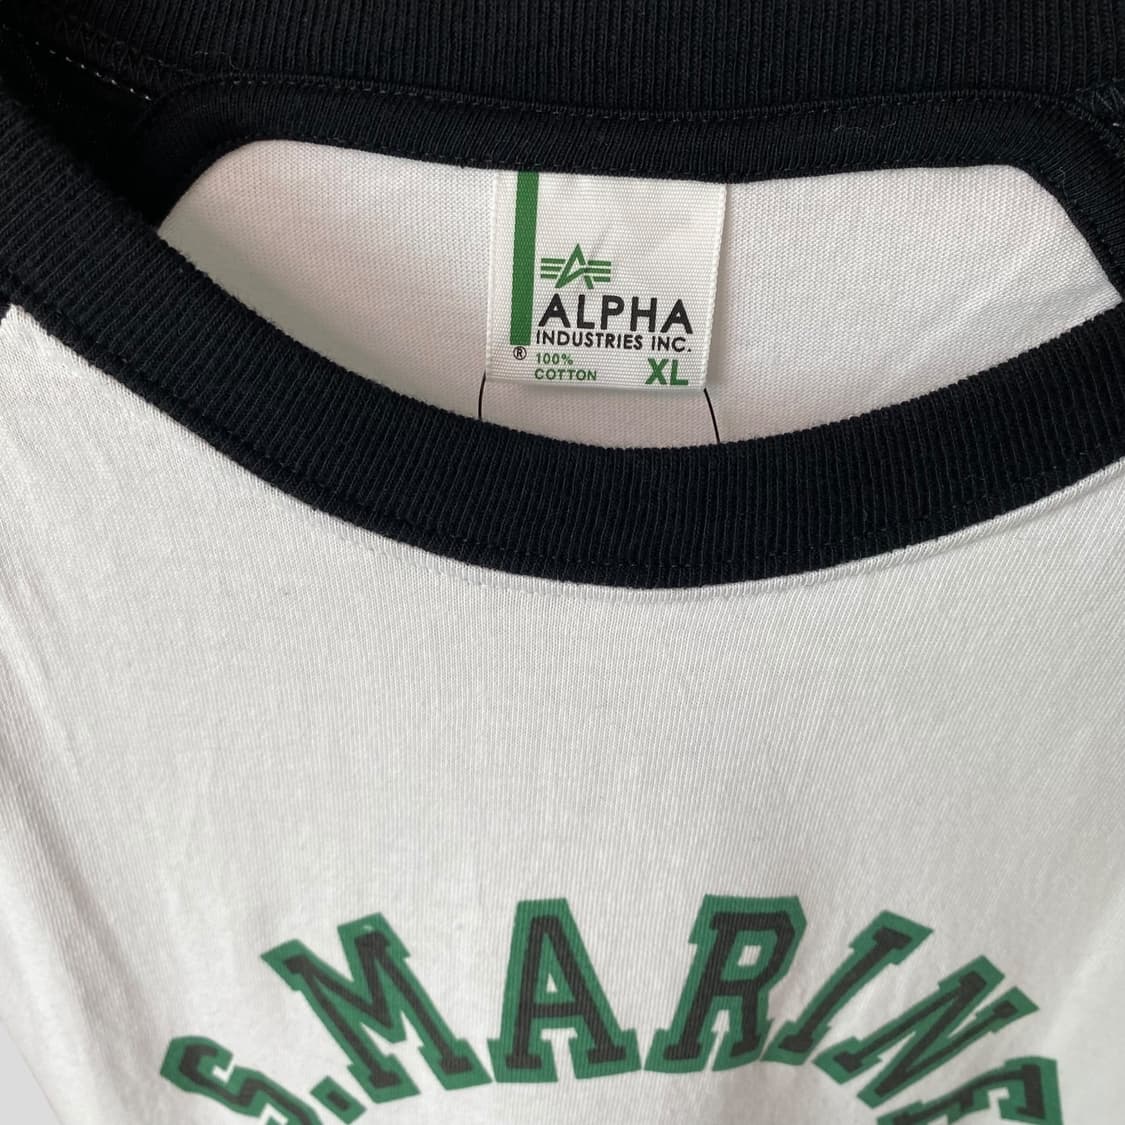 ALPHA
INDUSTRIES INC.
®
100%
COTTON
XL
S.MARINE